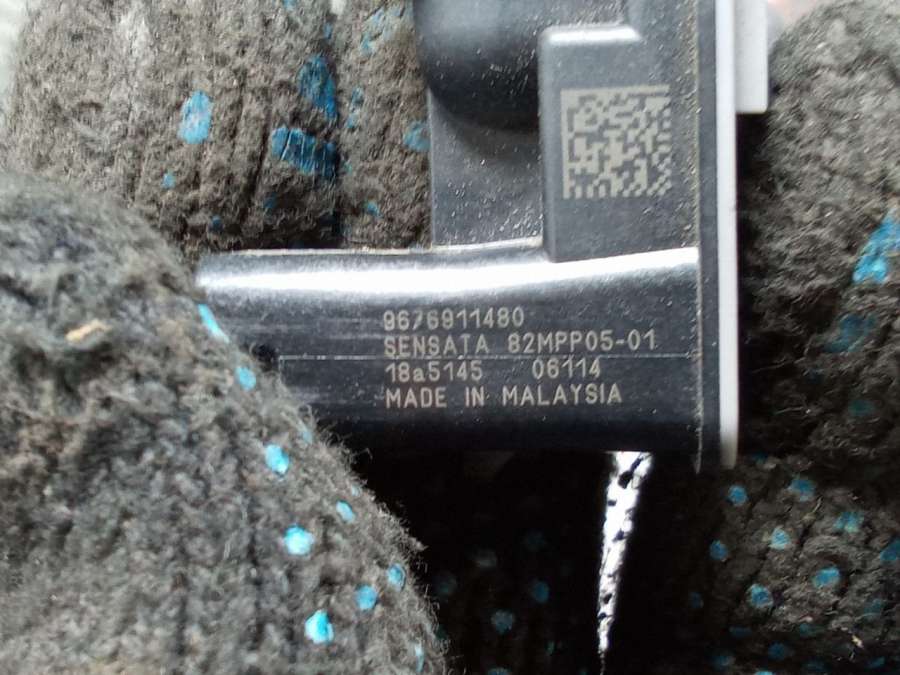 9676911480
SENSATA 82MPP05-01
18a5145 06114
MADE IN MALAYSIA